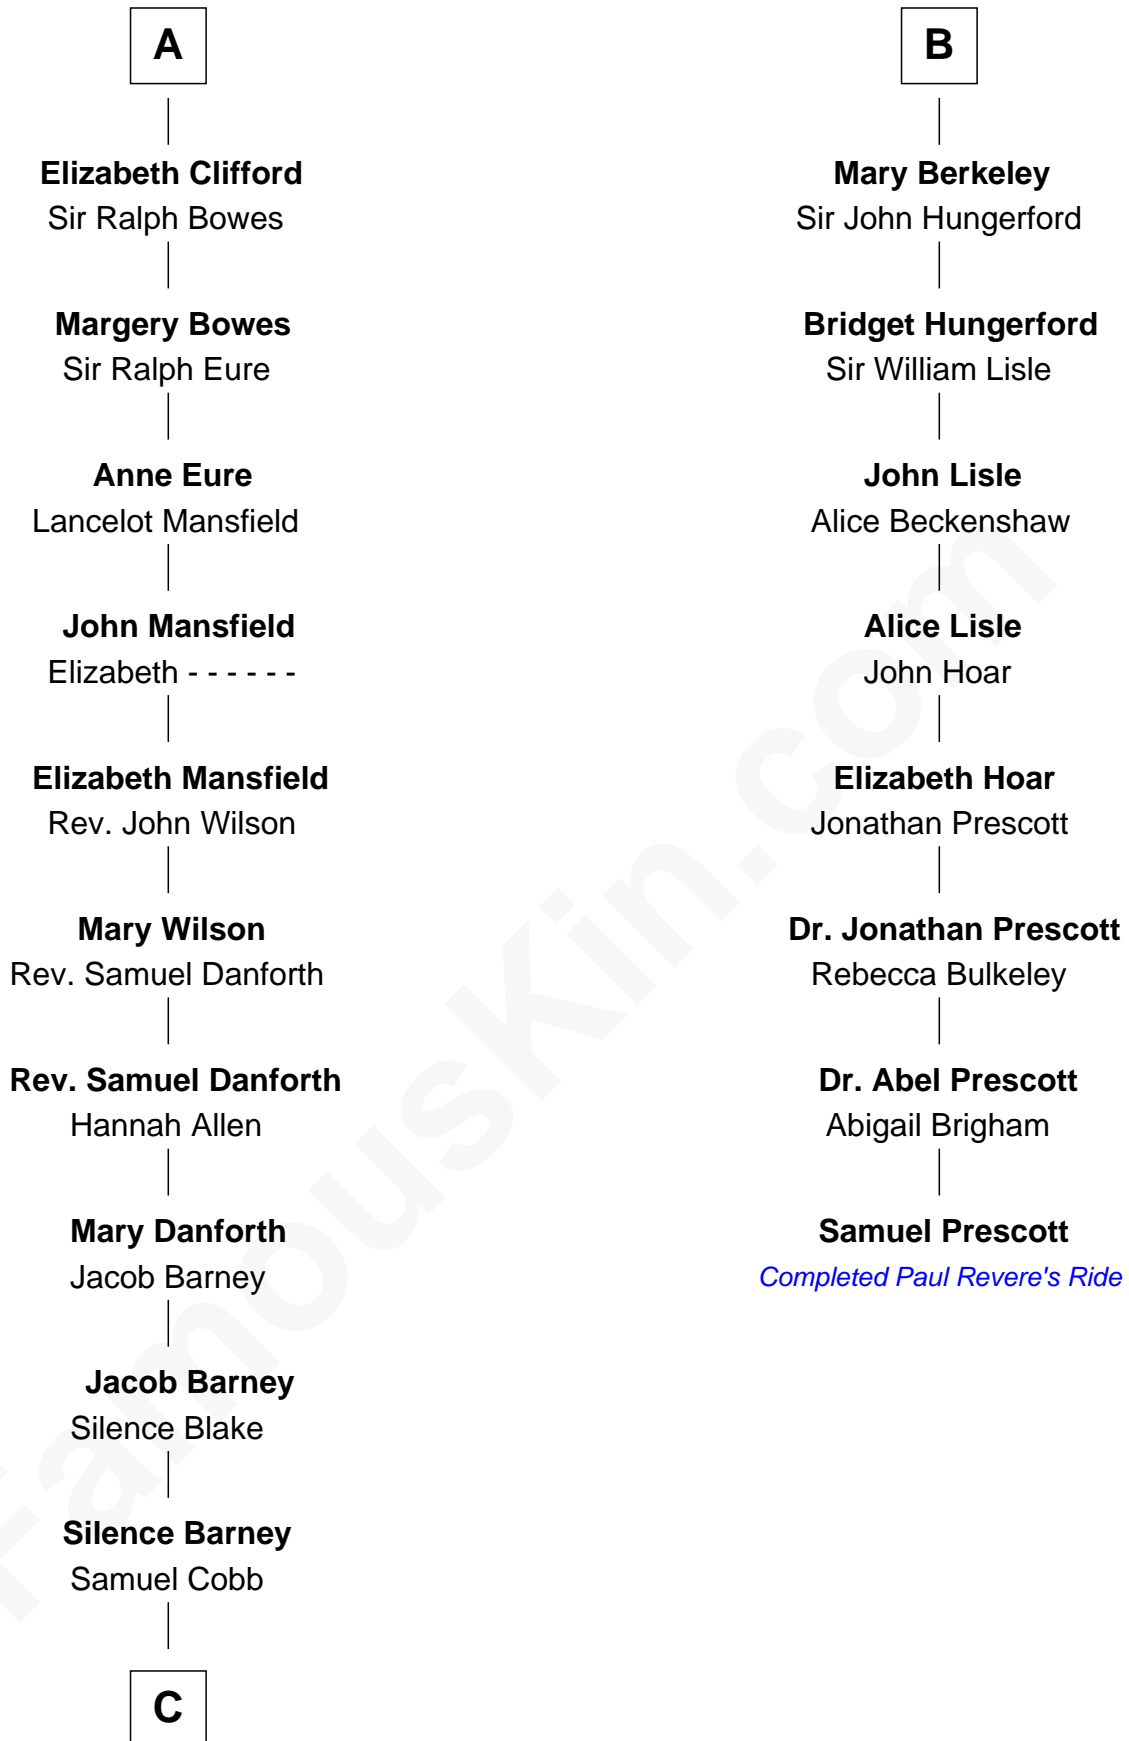 A
Elizabeth Clifford
Sir Ralph Bowes
Margery Bowes
Sir Ralph Eure
Anne Eure
Lancelot Mansfield
John Mansfield
Elizabeth - - - - - -
Elizabeth Mansfield
Rev. John Wilson
Mary Wilson
Rev. Samuel Danforth
Rev. Samuel Danforth
Hannah Allen
Mary Danforth
Jacob Barney
Jacob Barney
Silence Blake
Silence Barney
Samuel Cobb
C
B
Mary Berkeley
Sir John Hungerford
Bridget Hungerford
Sir William Lisle
John Lisle
Alice Beckenshaw
Alice Lisle
John Hoar
Elizabeth Hoar
Jonathan Prescott
Dr. Jonathan Prescott
Rebecca Bulkeley
Dr. Abel Prescott
Abigail Brigham
Samuel Prescott
Completed Paul Revere's Ride
FamousKin.com